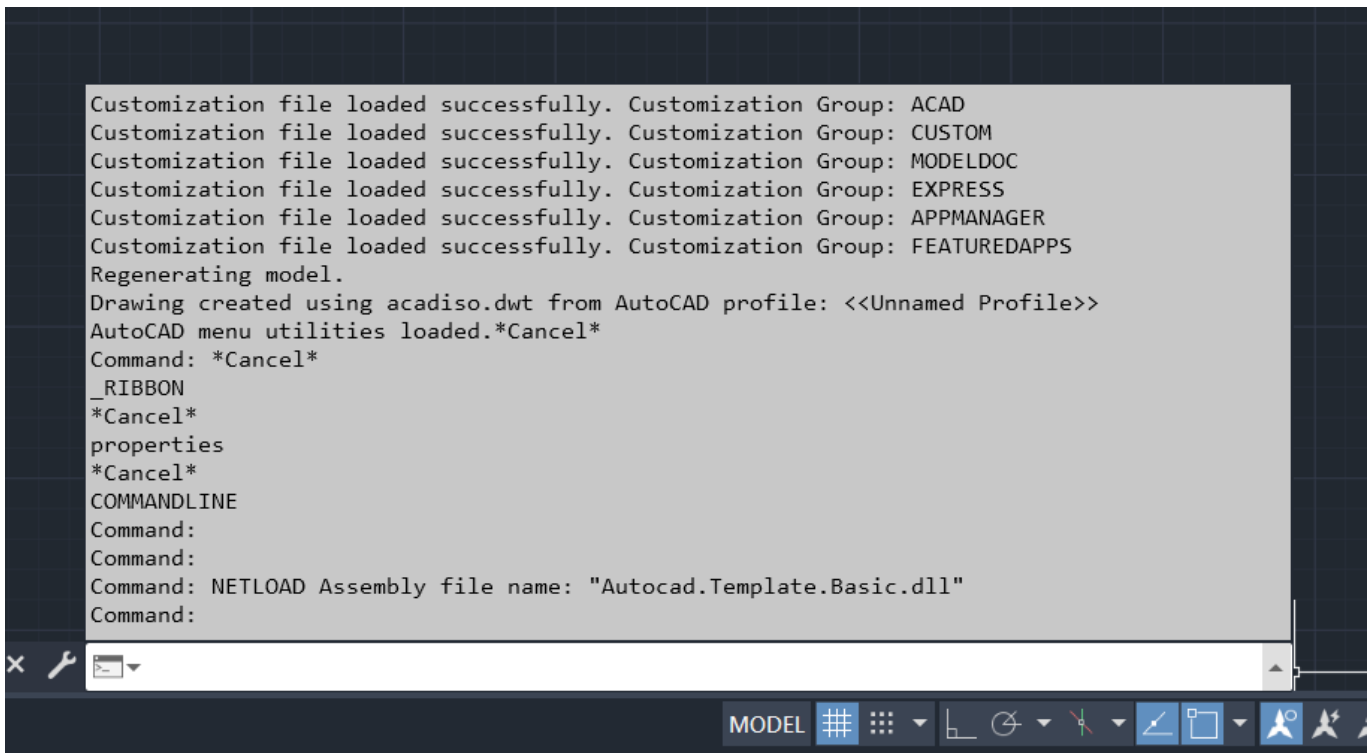 Customization file loaded successfully. Customization Group: ACAD
Customization file loaded successfully. Customization Group: CUSTOM
Customization file loaded successfully. Customization Group: MODELDOC
Customization file loaded successfully. Customization Group: EXPRESS
Customization file loaded successfully. Customization Group: APPMANAGER
Customization file loaded successfully. Customization Group: FEATUREDAPPS
Regenerating model.
Drawing created using acadiso.dwt from AutoCAD profile: <<Unnamed Profile>>
AutoCAD menu utilities loaded.*Cancel*
Command: *Cancel*
_RIBBON
*Cancel*
properties
*Cancel*
COMMANDLINE
Command:
Command:
Command: NETLOAD Assembly file name: "Autocad.Template.Basic.dll"
Command:
MODEL